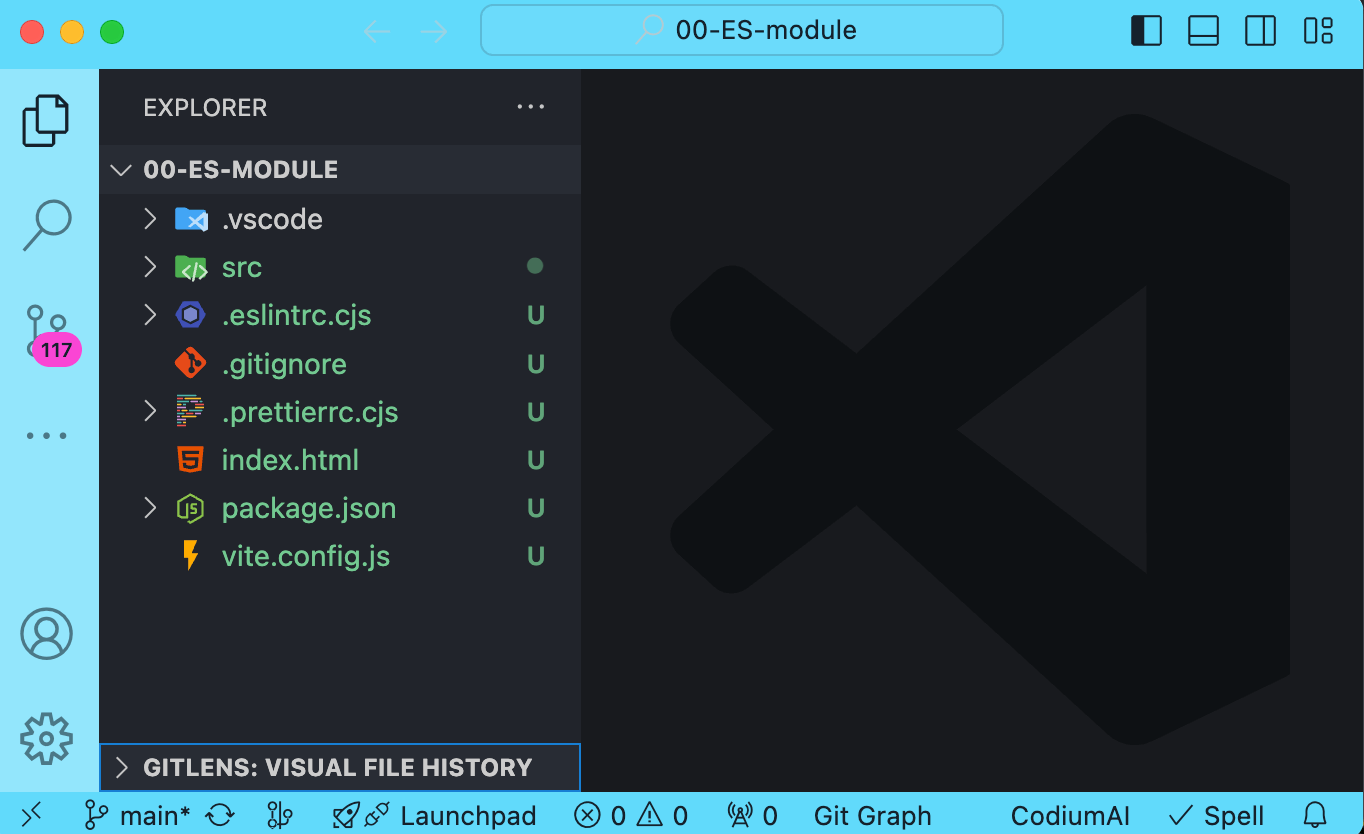 00-ES-module
EXPLORER
00-ES-MODULE
.vscode
src
.eslintrc.cjs U
.gitignore U
.prettierrc.cjs U
index.html U
package.json U
vite.config.js U
117
GITLENS: VISUAL FILE HISTORY
main* Launchpad 0 0 0 Git Graph CodiumAI Spell